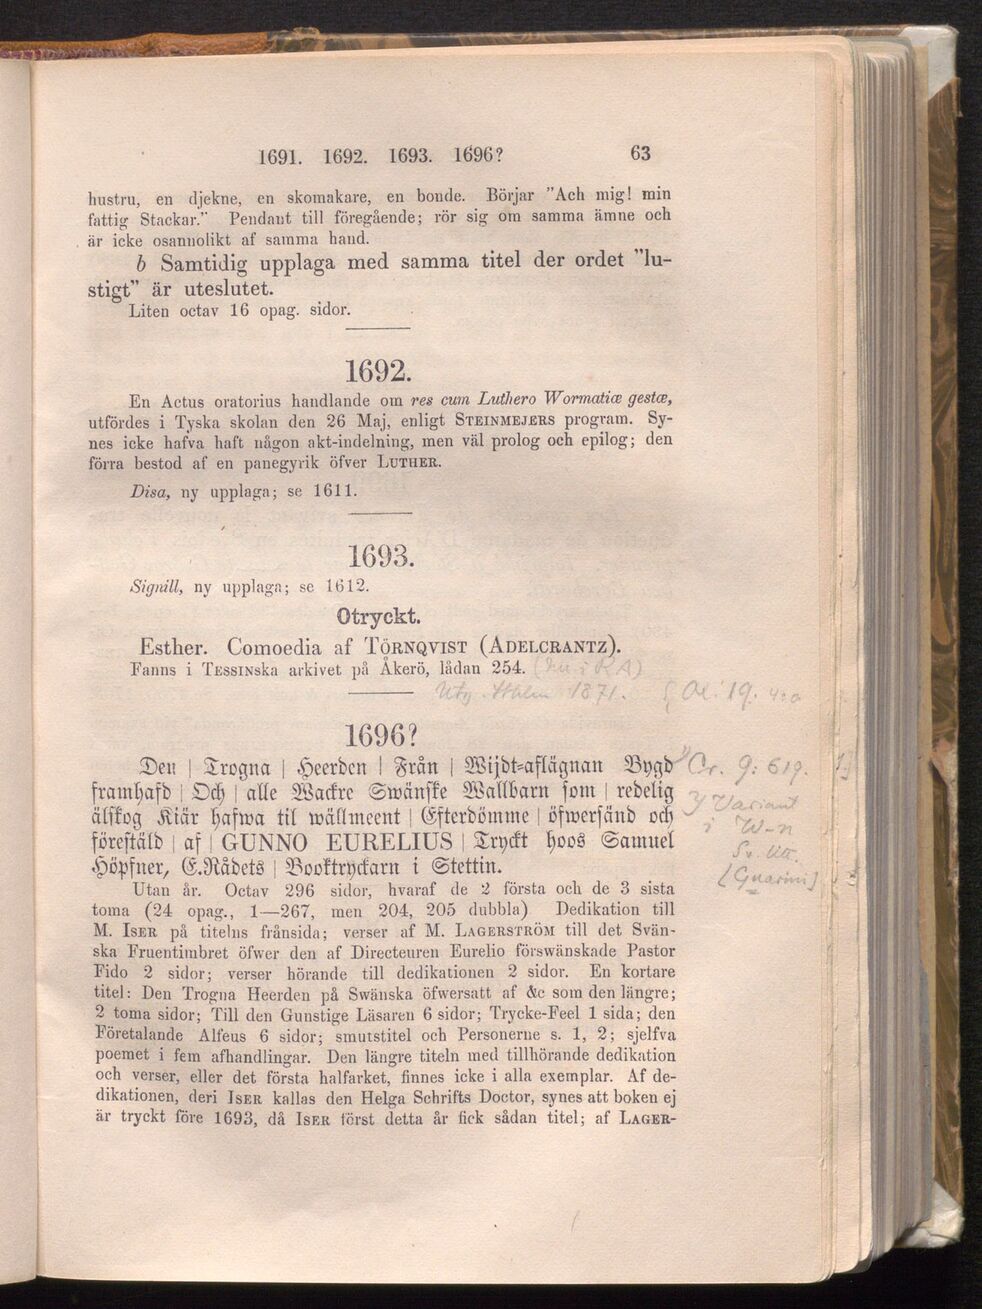 1691. 1692. 1693. 1696? 63
hustru, en djekne, en skomakare, en bonde. Börjar "Ach mig! min
fattig Stackar." Pendant till föregående; rör sig om samma ämne och
är icke osannolikt af samma hand.
b Samtidig upplaga med samma titel der ordet "lu-
stigt" är uteslutet.
Liten octav 16 opag. sidor.
1692.
En Actus oratorius handlande om res cum Luthero Wormatiæ gestæ,
utfördes i Tyska skolan den 26 Maj, enligt STEINMEJERS program. Sy-
nes icke hafva haft någon akt-indelning, men väl prolog och epilog; den
förra bestod af en panegyrik öfver LUTHER.
Disa, ny upplaga; se 1611.
1693.
Signill, ny upplaga; se 1612.
Otryckt.
Esther. Comoedia af TÖRNQVIST (ADELCRANTZ).
Fanns i TESSINska arkivet på Åkerö, lådan 254. (Nu i RA)
Utg. Sthlm 1871.
1696?
Den | Trogna | Heerden | Från | Wijdt=aflägnan Bygd
framhafd | Och | alle Wackre Swänske Wallbarn som | redelig
älskog Kiär hafwa til wällmeent | Efterdömme | öfwersänd och
föreståld | af | GUNNO EURELIUS | Tryckt hoos Samuel
Höpfner, E.Rådets | Booktryckarn i Stettin.
Cr. 9: 619.
Variant
i
Sv. litt.
Utan år. Octav 296 sidor, hvaraf de 2 första och de 3 sista
toma (24 opag., 1—267, men 204, 205 dubbla) Dedikation till
M. ISER på titelns frånsida; verser af M. LAGERSTRÖM till det Svän-
ska Fruentimbret öfwer den af Directeuren Eurelio förswänskade Pastor
Fido 2 sidor; verser hörande till dedikationen 2 sidor. En kortare
titel: Den Trogna Heerden på Swänska öfwersatt af &c som den längre;
2 toma sidor; Till den Gunstige Läsaren 6 sidor; Trycke-Feel 1 sida; den
Företalande Alfeus 6 sidor; smutstitel och Personerne s. 1, 2; sjelfva
poemet i fem afhandlingar. Den längre titeln med tillhörande dedikation
och verser, eller det första halfarket, finnes icke i alla exemplar. Af de-
dikationen, deri ISER kallas den Helga Schrifts Doctor, synes att boken ej
är tryckt före 1693, då ISER först detta år fick sådan titel; af LAGER-